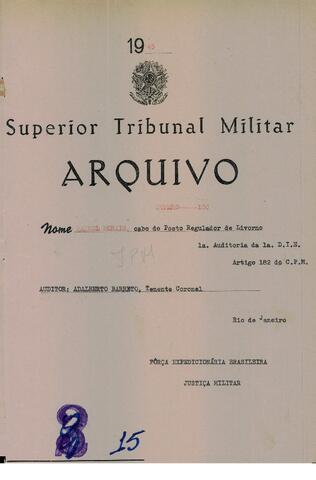 19 45
Superior Tribunal Militar
ARQUIVO
Nome cabo do Posto Regulador de Livorno
1a. Auditoria da 1a. D.I.E.
Artigo 182 do C.P.M.
AUDITOR: ADALBERTO BARRETO, Tenente Coronel
Rio de Janeiro
FÔRÇA EXPEDICIONÁRIA BRASILEIRA
JUSTIÇA MILITAR
15